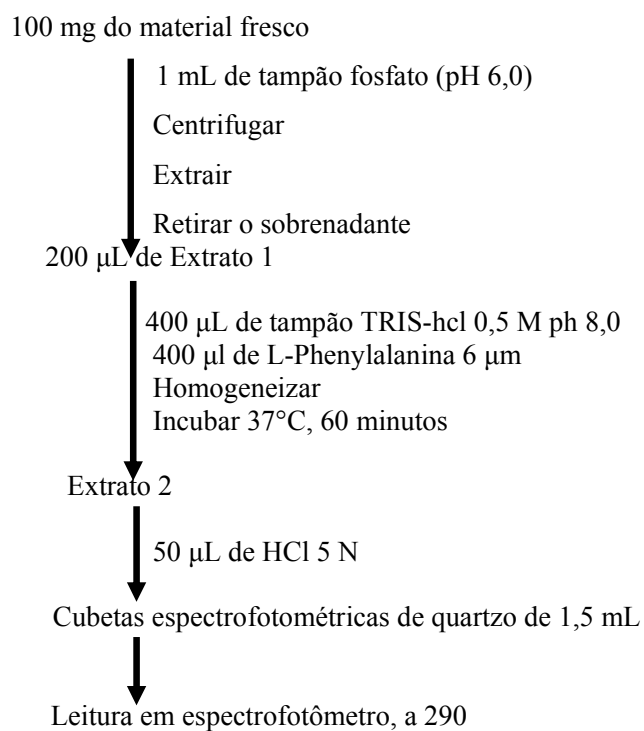 100 mg do material fresco
1 mL de tampão fosfato (pH 6,0)
Centrifugar
Extrair
Retirar o sobrenadante
200 μL de Extrato 1
400 μL de tampão TRIS-hcl 0,5 M ph 8,0
400 μl de L-Phenylalanina 6 μm
Homogeneizar
Incubar 37°C, 60 minutos
Extrato 2
50 μL de HCl 5 N
Cubetas espectrofotométricas de quartzo de 1,5 mL
Leitura em espectrofotômetro, a 290